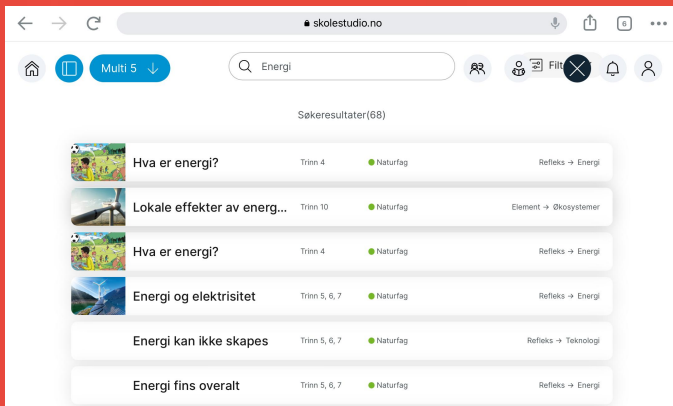 skolestudio.no
6
Multi 5
Energi
Filt
Søkeresultater(68)
Hva er energi? Trinn 4 Naturfag Refleks → Energi
Lokale effekter av energ... Trinn 10 Naturfag Element → Økosystemer
Hva er energi? Trinn 4 Naturfag Refleks → Energi
Energi og elektrisitet Trinn 5, 6, 7 Naturfag Refleks → Energi
Energi kan ikke skapes Trinn 5, 6, 7 Naturfag Refleks → Teknologi
Energi fins overalt Trinn 5, 6, 7 Naturfag Refleks → Energi